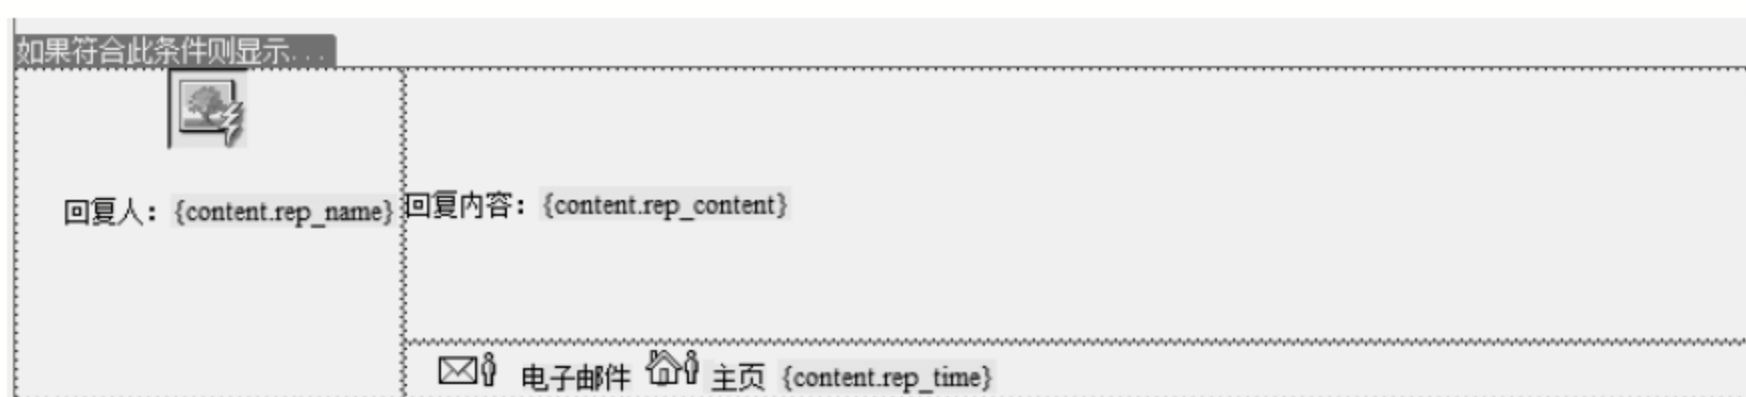 如果符合此条件则显示...
回复人：{content.rep_name}
回复内容：{content.rep_content}
电子邮件 主页 {content.rep_time}